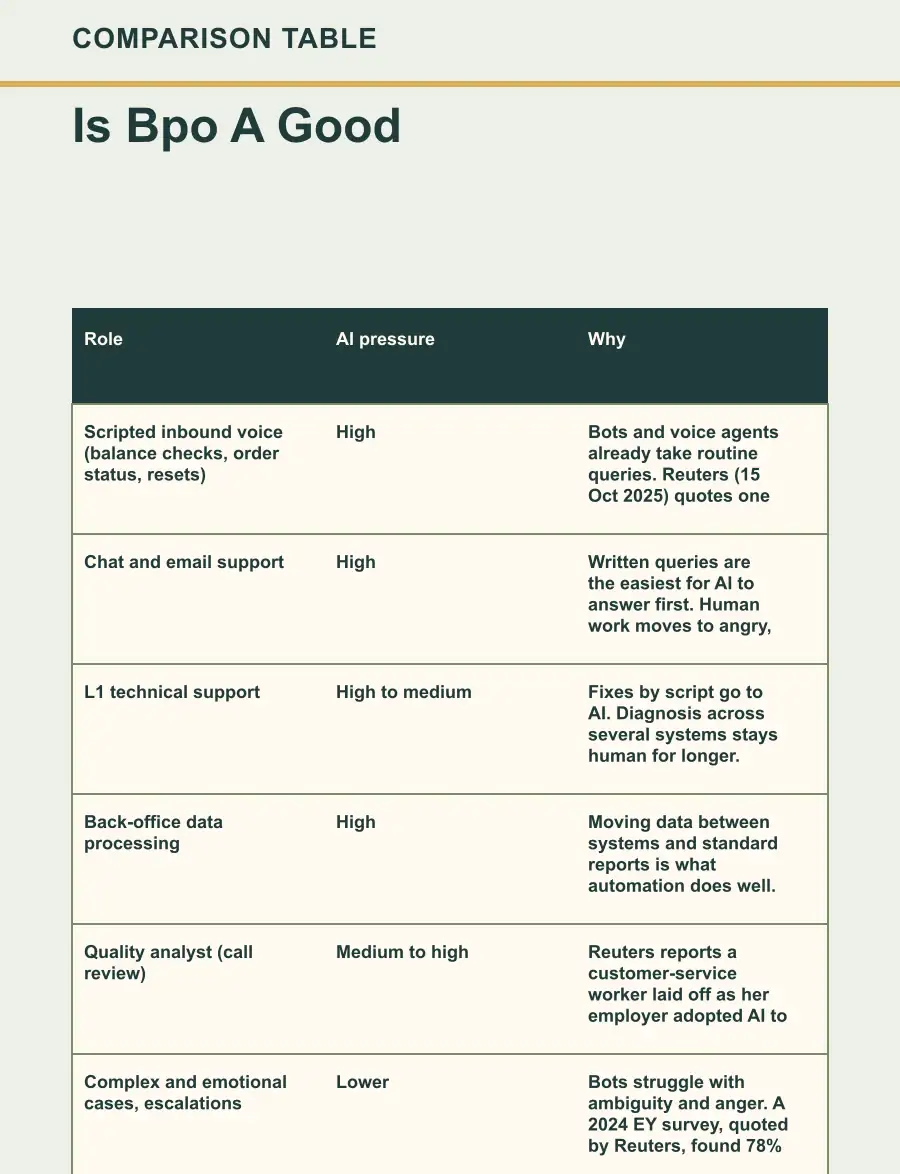 COMPARISON TABLE
Is Bpo A Good
Role
AI pressure
Why
Scripted inbound voice
(balance checks, order
status, resets)
High
Bots and voice agents
already take routine
queries. Reuters (15
Oct 2025) quotes one
Chat and email support
High
Written queries are
the easiest for AI to
answer first. Human
work moves to angry,
L1 technical support
High to medium
Fixes by script go to
AI. Diagnosis across
several systems stays
human for longer.
Back-office data
processing
High
Moving data between
systems and standard
reports is what
automation does well.
Quality analyst (call
review)
Medium to high
Reuters reports a
customer-service
worker laid off as her
employer adopted AI to
Complex and emotional
cases, escalations
Lower
Bots struggle with
ambiguity and anger. A
2024 EY survey, quoted
by Reuters, found 78%